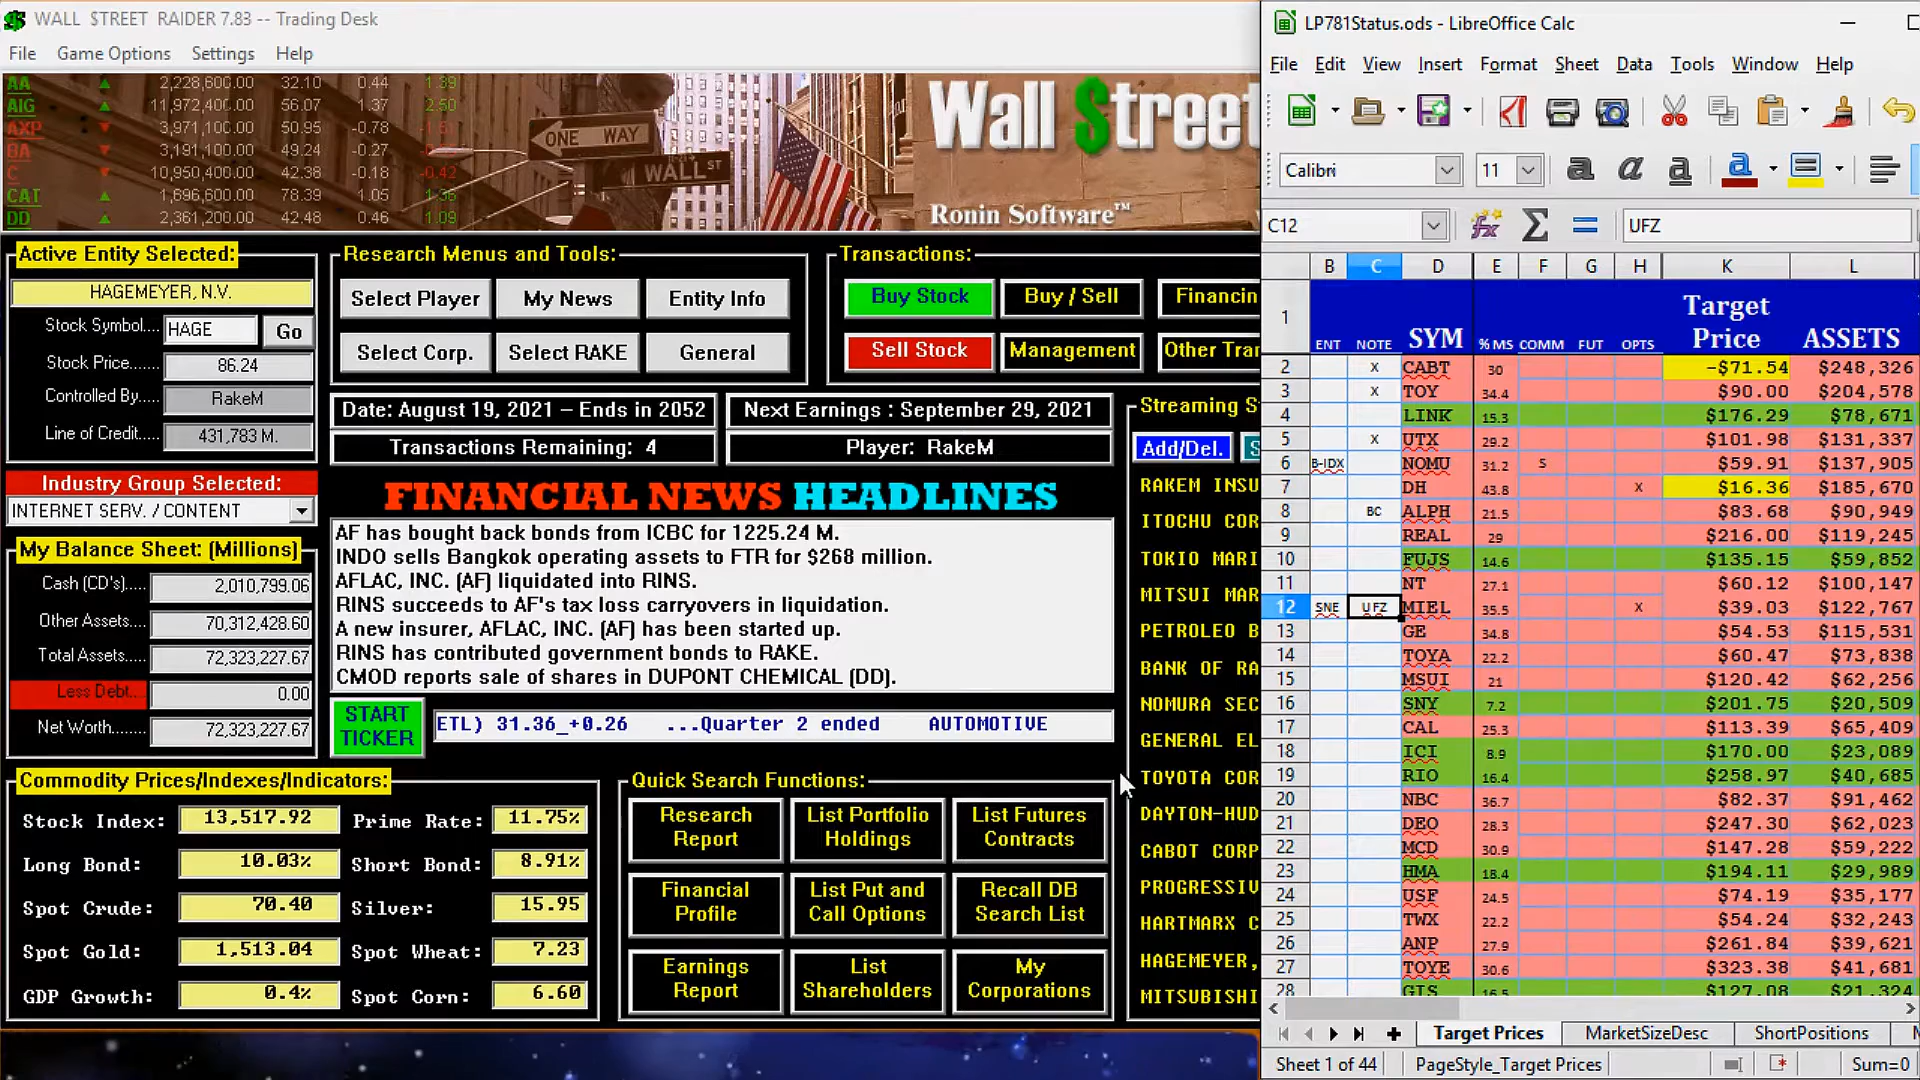 WALL $TREET RAIDER 7.83 -- Trading Desk
File Game Options Settings Help
AA 2,228,600.00 32.10 0.44 1.39
AIG 11,972,400.00 56.07 1.37 2.50
AXP 3,971,100.00 50.95 -0.78
BA 3,191,100.00 49.24 -0.27
C 10,950,400.00 42.38 -0.18 -0.42
CAT 1,696,600.00 78.39 1.05 1.36
DD 2,361,200.00 42.48 0.46 1.09
ONE WAY
WALL ST
Wall $treet
Ronin Software™
Active Entity Selected:
HAGEMEYER, N.V.
Stock Symbol.... HAGE Go
Stock Price...... 86.24
Controlled By.... RakeM
Line of Credit..... 431,783 M.
Industry Group Selected:
INTERNET SERV. / CONTENT
My Balance Sheet: (Millions)
Cash (CD's)..... 2,010,799.06
Other Assets.... 70,312,428.60
Total Assets..... 72,323,227.67
Less Debt... 0.00
Net Worth........ 72,323,227.67
Research Menus and Tools:
Select Player My News Entity Info
Select Corp. Select RAKE General
Transactions:
Buy Stock Buy / Sell Financin
Sell Stock Management Other Tra
Date: August 19, 2021 – Ends in 2052
Next Earnings : September 29, 2021
Transactions Remaining: 4
Player: RakeM
FINANCIAL NEWS HEADLINES
AF has bought back bonds from ICBC for 1225.24 M.
INDO sells Bangkok operating assets to FTR for $268 million.
AFLAC, INC. (AF) liquidated into RINS.
RINS succeeds to AF's tax loss carryovers in liquidation.
A new insurer, AFLAC, INC. (AF) has been started up.
RINS has contributed government bonds to RAKE.
CMOD reports sale of shares in DUPONT CHEMICAL (DD).
START TICKER
ETL) 31.36_+0.26 ...Quarter 2 ended AUTOMOTIVE
Streaming S
Add/Del. S
RAKEM INSU
ITOCHU COR
TOKIO MARI
MITSUI MAR
PETROLEO B
BANK OF RA
NOMURA SEC
GENERAL EL
TOYOTA COR
DAYTON-HUD
CABOT CORP
PROGRESSIV
HARTMARX C
HAGEMEYER,
MITSUBISHI
Commodity Prices/Indexes/Indicators:
Stock Index: 13,517.92 Prime Rate: 11.75%
Long Bond: 10.03% Short Bond: 8.91%
Spot Crude: 70.40 Silver: 15.95
Spot Gold: 1,513.04 Spot Wheat: 7.23
GDP Growth: 0.4% Spot Corn: 6.60
Quick Search Functions:
Research Report
List Portfolio Holdings
List Futures Contracts
Financial Profile
List Put and Call Options
Recall DB Search List
Earnings Report
List Shareholders
My Corporations
LP781Status.ods - LibreOffice Calc
File Edit View Insert Format Sheet Data Tools Window Help
Calibri 11
C12 UFZ
B C D E F G H K L
1 ENT NOTE SYM % MS COMM FUT OPTS Target Price ASSETS
2 X CABT 30 -$71.54 $248,326
3 X TOY 34.4 $90.00 $204,578
4 LINK 15.3 $176.29 $78,671
5 X UTX 29.2 $101.98 $131,337
6 B-IDX NOMU 31.2 S $59.91 $137,905
7 DH 43.8 X $16.36 $185,670
8 BC ALPH 21.5 $83.68 $90,949
9 REAL 29 $216.00 $119,245
10 FUJS 14.6 $135.15 $59,852
11 NT 27.1 $60.12 $100,147
12 SNE UFZ MIEL 35.5 X $39.03 $122,767
13 GE 34.8 $54.53 $115,531
14 TOYA 22.2 $60.47 $73,838
15 MSUI 21 $120.42 $62,256
16 SNY 7.2 $201.75 $20,509
17 CAL 25.3 $113.39 $65,409
18 ICI 8.9 $170.00 $23,089
19 RIO 16.4 $258.97 $40,685
20 NBC 36.7 $82.37 $91,462
21 DEO 28.3 $247.30 $62,023
22 MCD 30.9 $147.28 $59,222
23 HMA 18.4 $194.11 $29,989
24 USF 24.5 $74.19 $35,177
25 TWX 22.2 $54.24 $32,243
26 ANP 27.9 $261.84 $39,621
27 TOYE 30.6 $323.38 $41,681
28 GIS 16.5 $127.08 $21,324
Target Prices MarketSizeDesc ShortPositions
Sheet 1 of 44 PageStyle_Target Prices Sum=0